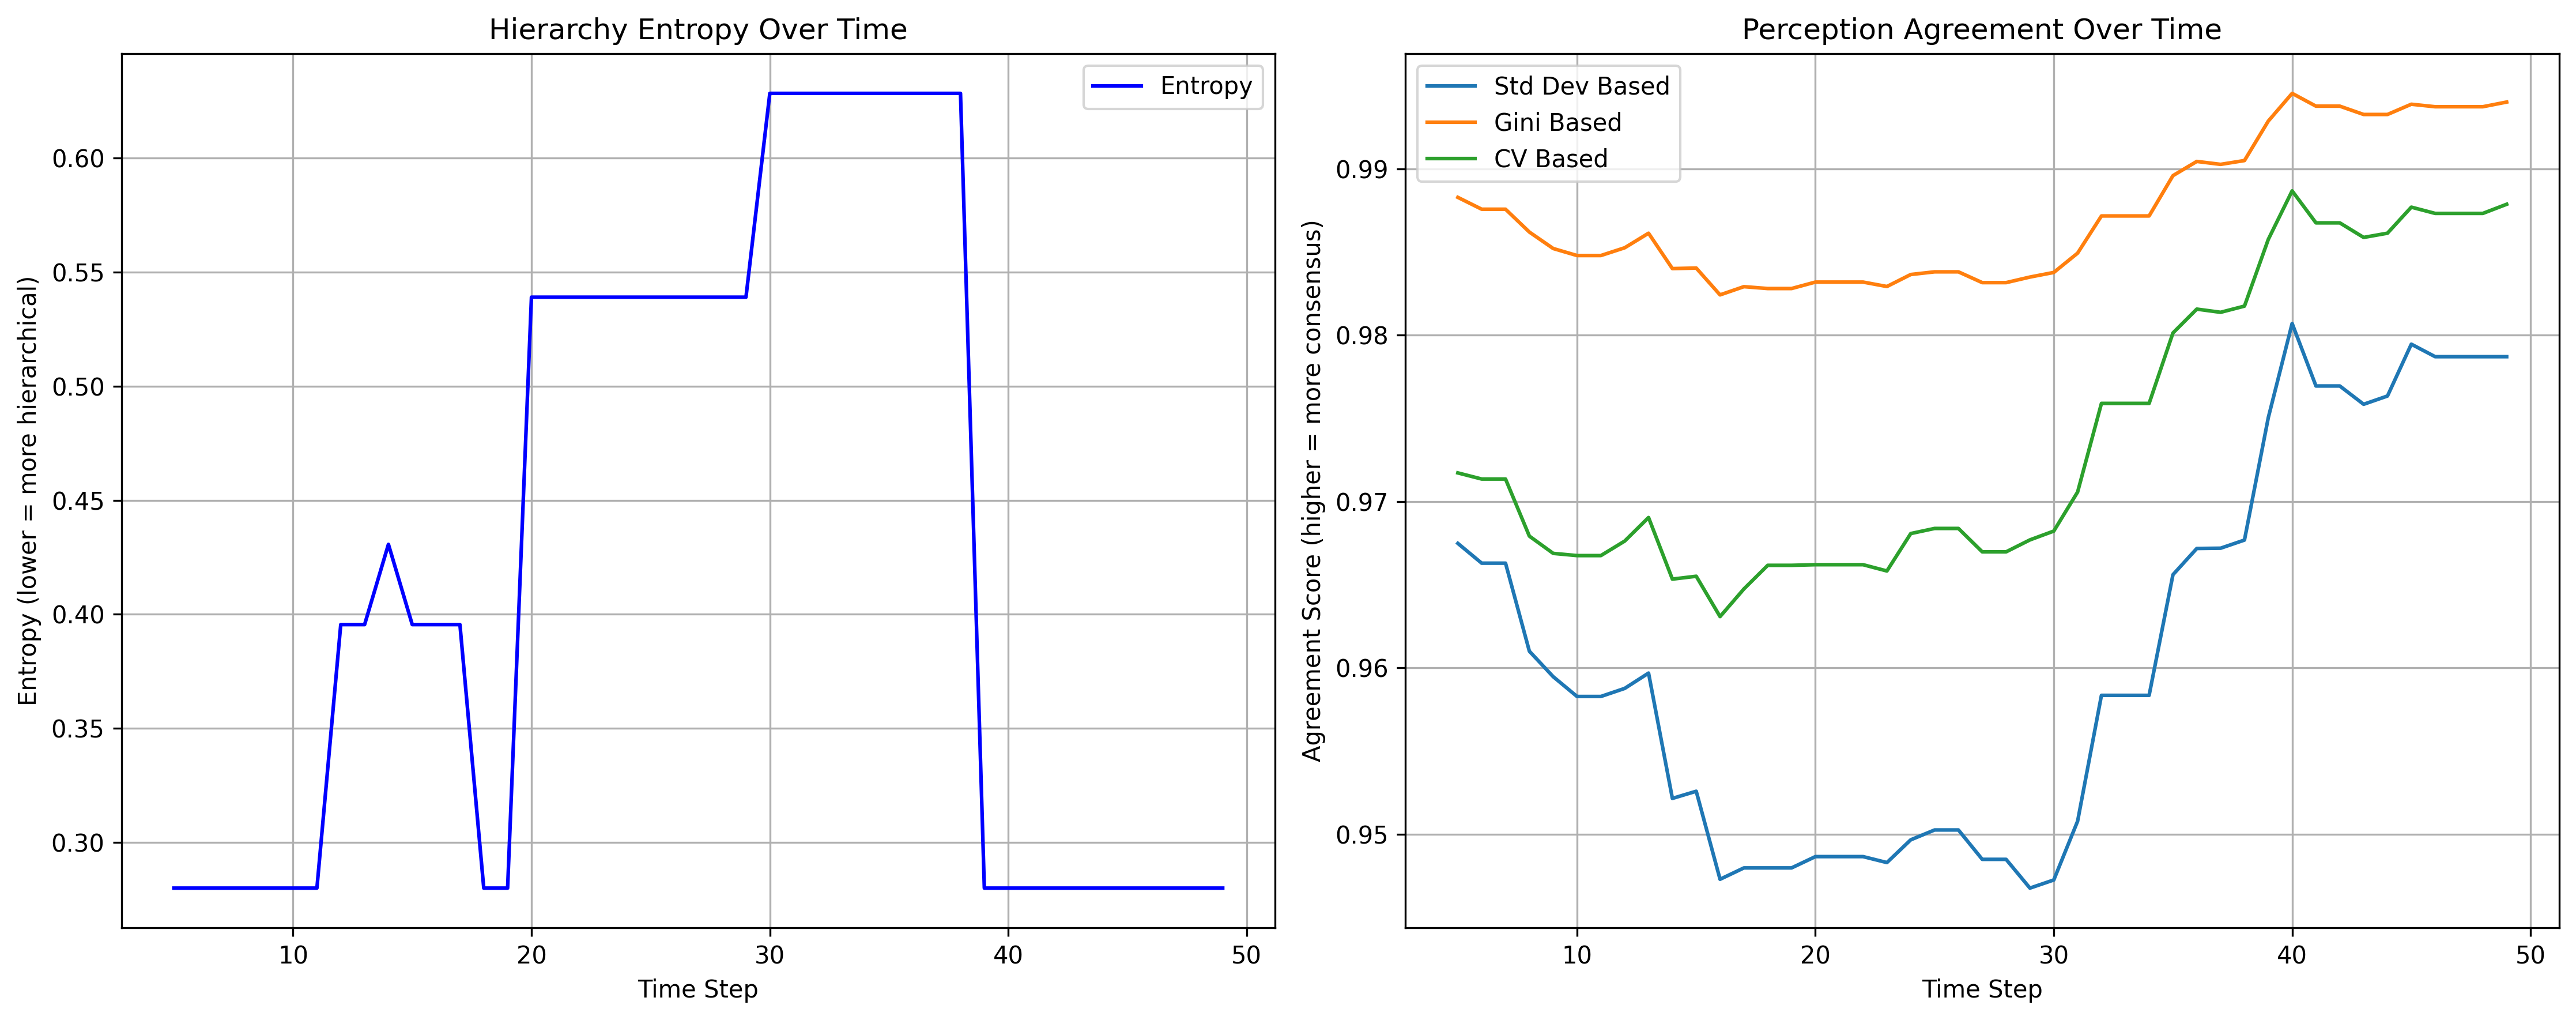 Hierarchy Entropy Over Time
Entropy
Entropy (lower = more hierarchical)
0.60
0.55
0.50
0.45
0.40
0.35
0.30
10
20
30
40
50
Time Step
Perception Agreement Over Time
Std Dev Based
Gini Based
CV Based
Agreement Score (higher = more consensus)
0.99
0.98
0.97
0.96
0.95
10
20
30
40
50
Time Step